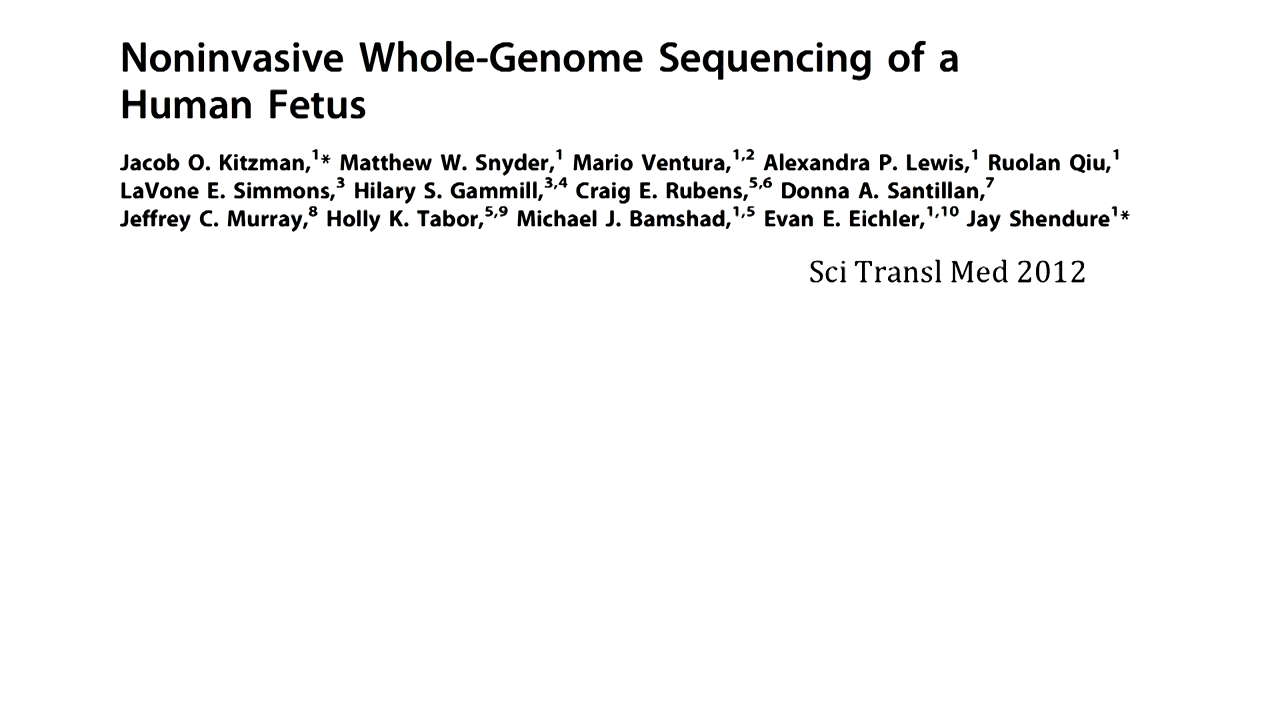 Noninvasive Whole-Genome Sequencing of a
Human Fetus
Jacob O. Kitzman,¹* Matthew W. Snyder,¹ Mario Ventura,¹,² Alexandra P. Lewis,¹ Ruolan Qiu,¹
LaVone E. Simmons,³ Hilary S. Gammill,³,⁴ Craig E. Rubens,⁵,⁶ Donna A. Santillan,⁷
Jeffrey C. Murray,⁸ Holly K. Tabor,⁵,⁹ Michael J. Bamshad,¹,⁵ Evan E. Eichler,¹,¹⁰ Jay Shendure¹*
Sci Transl Med 2012